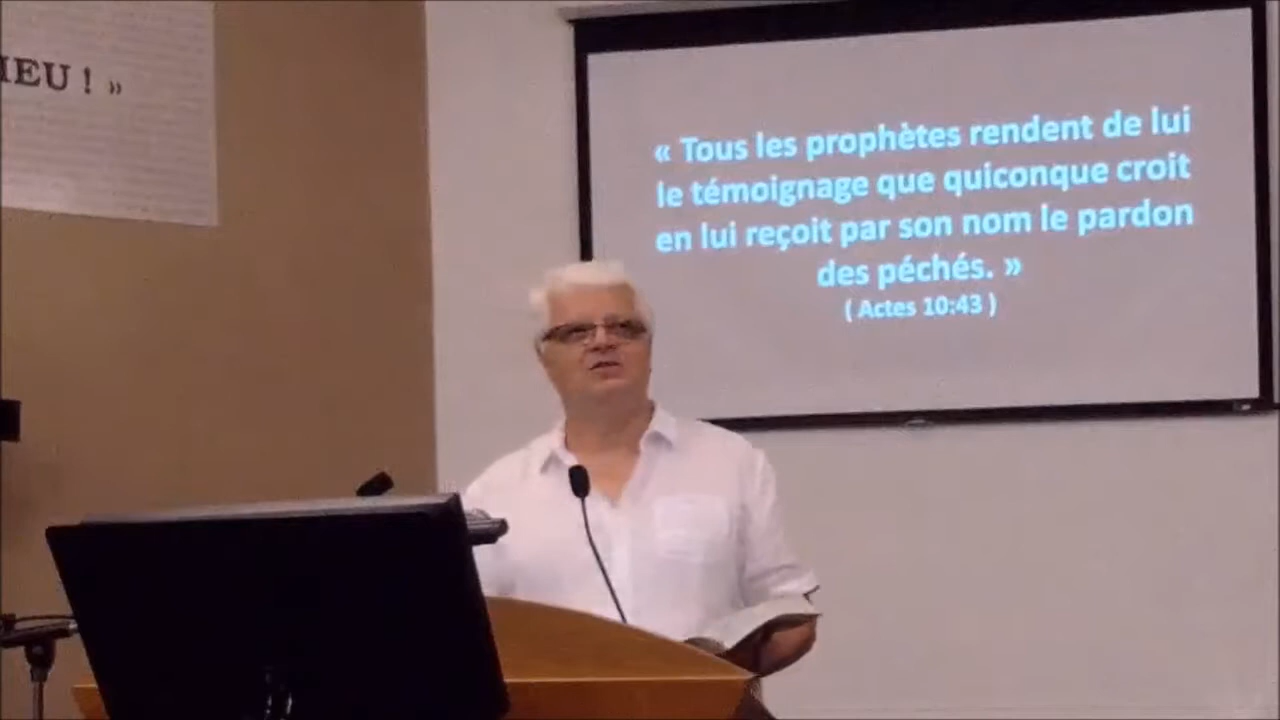 IEU ! »
« Tous les prophètes rendent de lui
le témoignage que quiconque croit
en lui reçoit par son nom le pardon
des péchés. »
( Actes 10:43 )